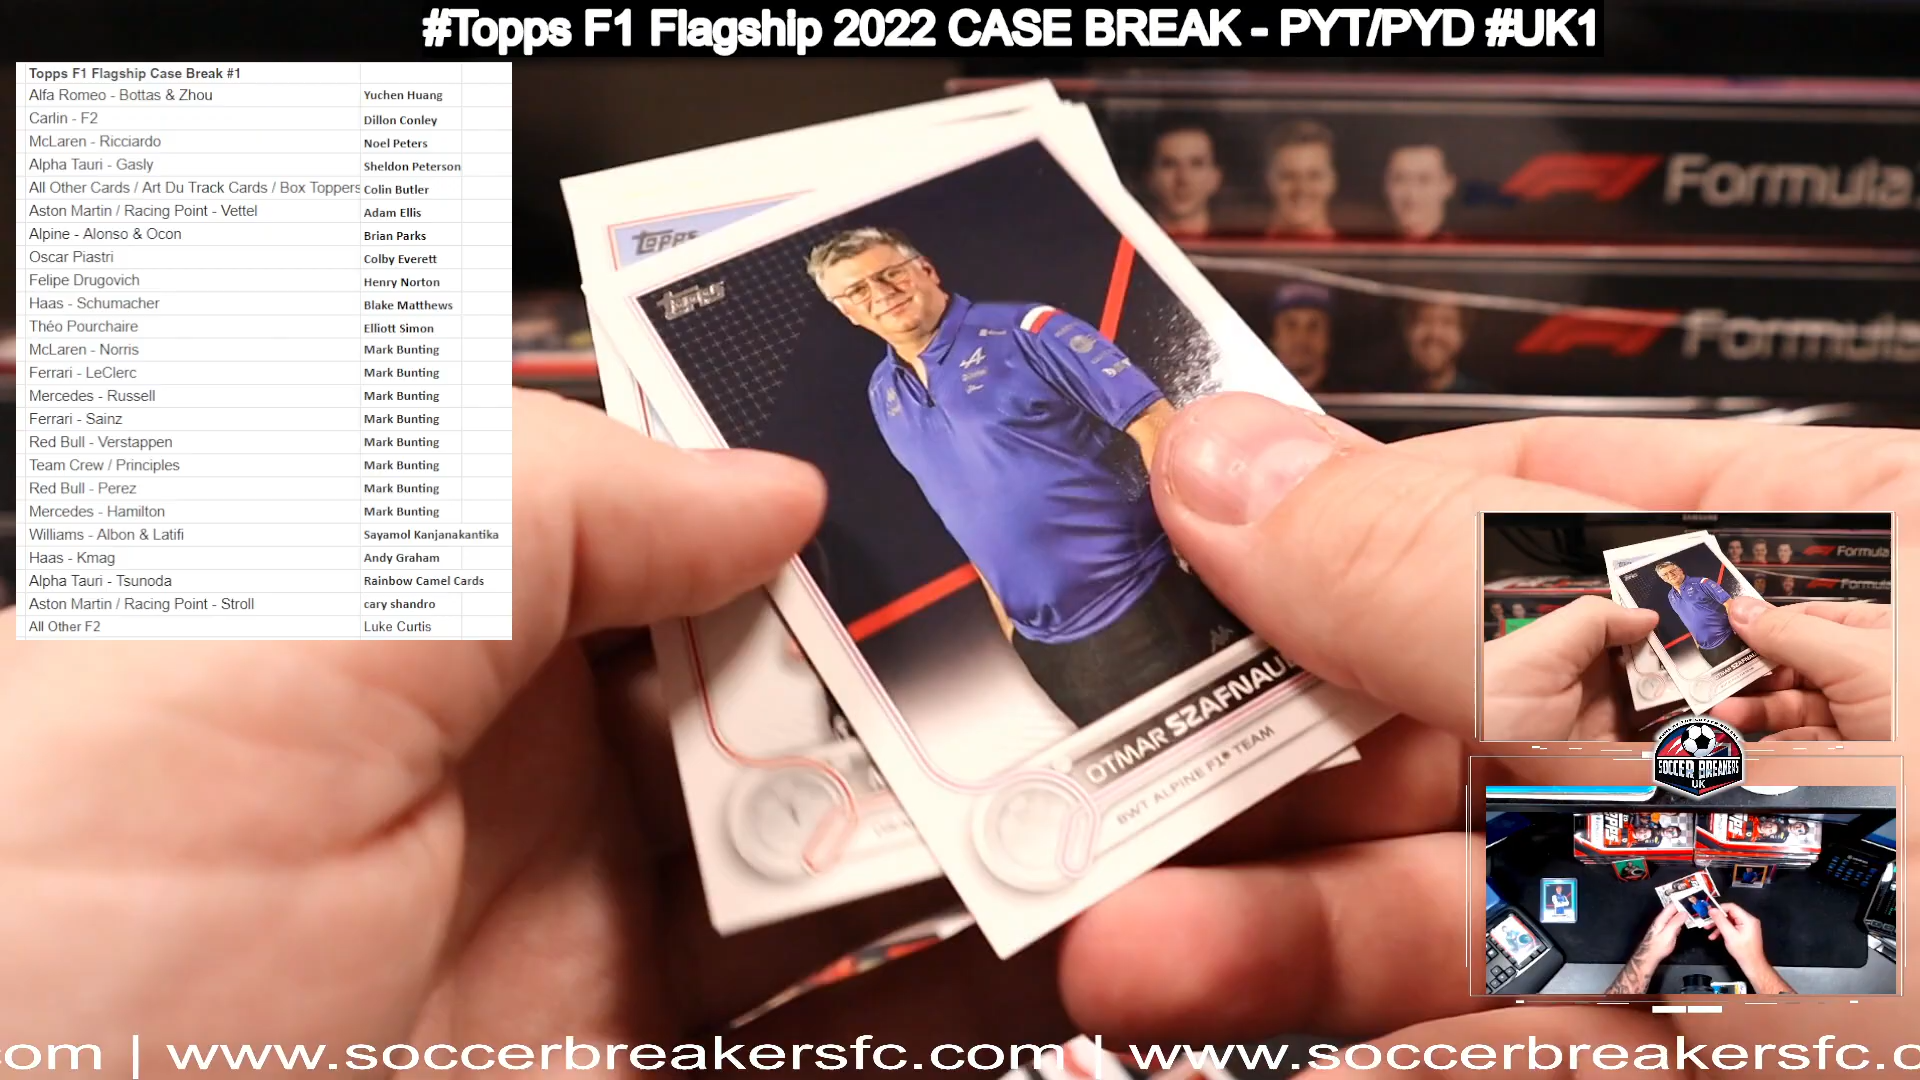 #Topps F1 Flagship 2022 CASE BREAK - PYT/PYD #UK1
Topps F1 Flagship Case Break #1
Alfa Romeo - Bottas & Zhou Yuchen Huang
Carlin - F2 Dillon Conley
McLaren - Ricciardo Noel Peters
Alpha Tauri - Gasly Sheldon Peterson
All Other Cards / Art Du Track Cards / Box Toppers Colin Butler
Aston Martin / Racing Point - Vettel Adam Ellis
Alpine - Alonso & Ocon Brian Parks
Oscar Piastri Colby Everett
Felipe Drugovich Henry Norton
Haas - Schumacher Blake Matthews
Théo Pourchaire Elliott Simon
McLaren - Norris Mark Bunting
Ferrari - LeClerc Mark Bunting
Mercedes - Russell Mark Bunting
Ferrari - Sainz Mark Bunting
Red Bull - Verstappen Mark Bunting
Team Crew / Principles Mark Bunting
Red Bull - Perez Mark Bunting
Mercedes - Hamilton Mark Bunting
Williams - Albon & Latifi Sayamol Kanjanakantika
Haas - Kmag Andy Graham
Alpha Tauri - Tsunoda Rainbow Camel Cards
Aston Martin / Racing Point - Stroll cary shandro
All Other F2 Luke Curtis
Topps
Topps
OTMAR SZAFNAU
BWT ALPINE F1® TEAM
Formula
Formula
Formula
Formula
SOCCER BREAKERS
UK
com | www.soccerbreakersfc.com | www.soccerbreakersfc.c